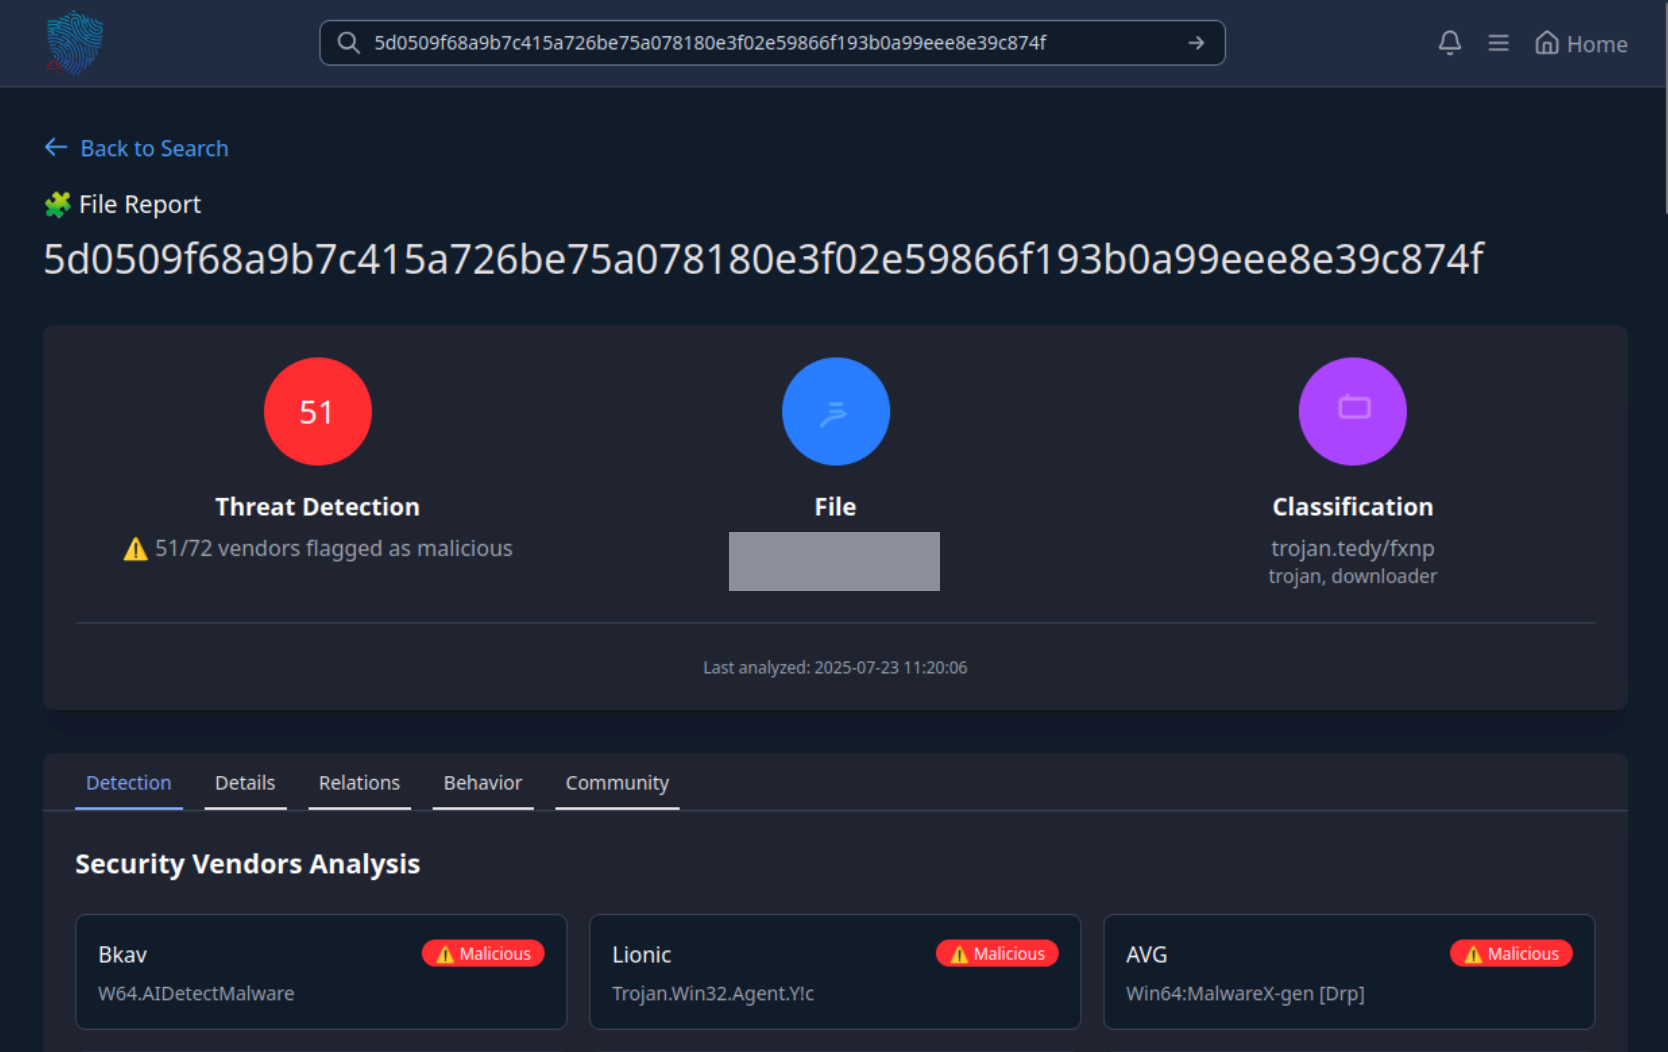 5d0509f68a9b7c415a726be75a078180e3f02e59866f193b0a99eee8e39c874f
Home
Back to Search
File Report
5d0509f68a9b7c415a726be75a078180e3f02e59866f193b0a99eee8e39c874f
51
Threat Detection
51/72 vendors flagged as malicious
File
Classification
trojan.tedy/fxnp
trojan, downloader
Last analyzed: 2025-07-23 11:20:06
Detection Details Relations Behavior Community
Security Vendors Analysis
Bkav Malicious
W64.AIDetectMalware
Lionic Malicious
Trojan.Win32.Agent.Y!c
AVG Malicious
Win64:MalwareX-gen [Drp]